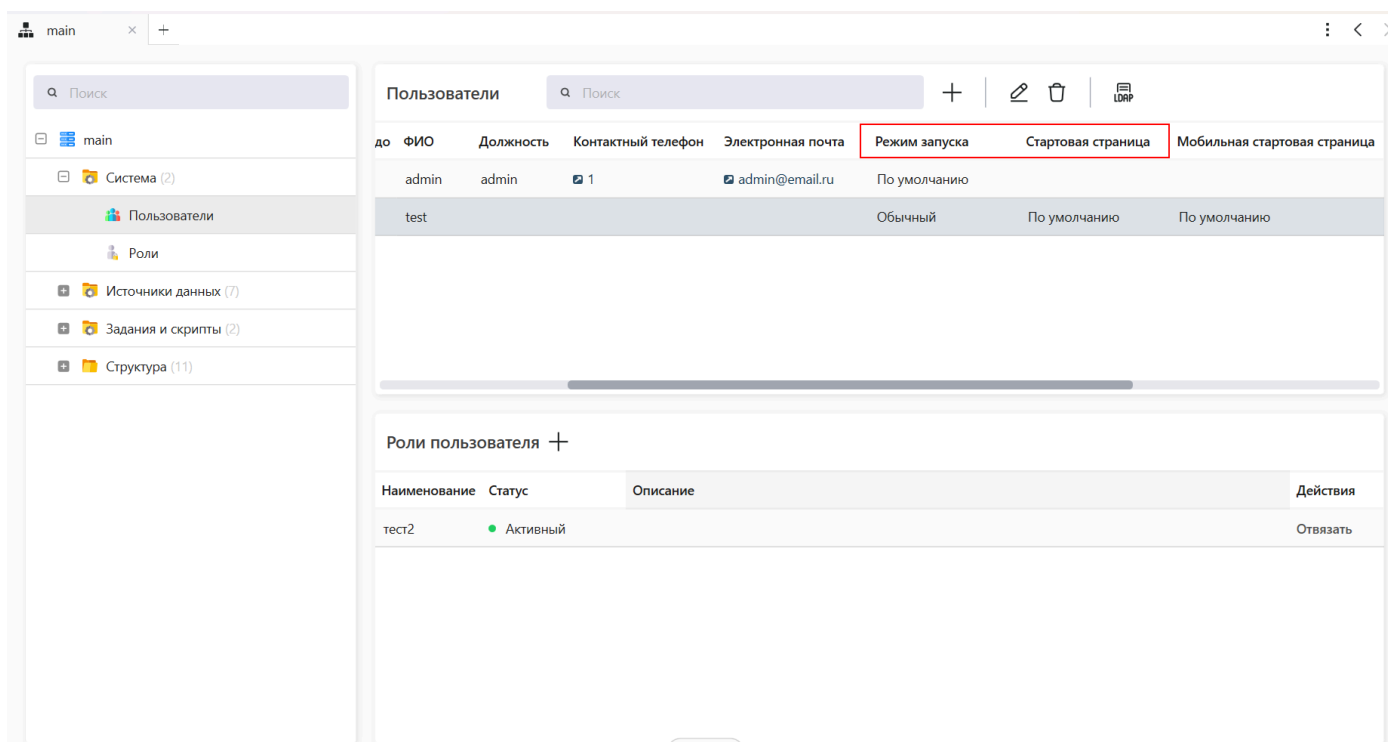 main
Поиск
main
Система (2)
Пользователи
Роли
Источники данных (7)
Задания и скрипты (2)
Структура (11)
Пользователи Поиск LDAP
до ФИО Должность Контактный телефон Электронная почта Режим запуска Стартовая страница Мобильная стартовая страница
admin admin 1 admin@email.ru По умолчанию
test Обычный По умолчанию По умолчанию
Роли пользователя
Наименование Статус Описание Действия
тест2 Активный Отвязать